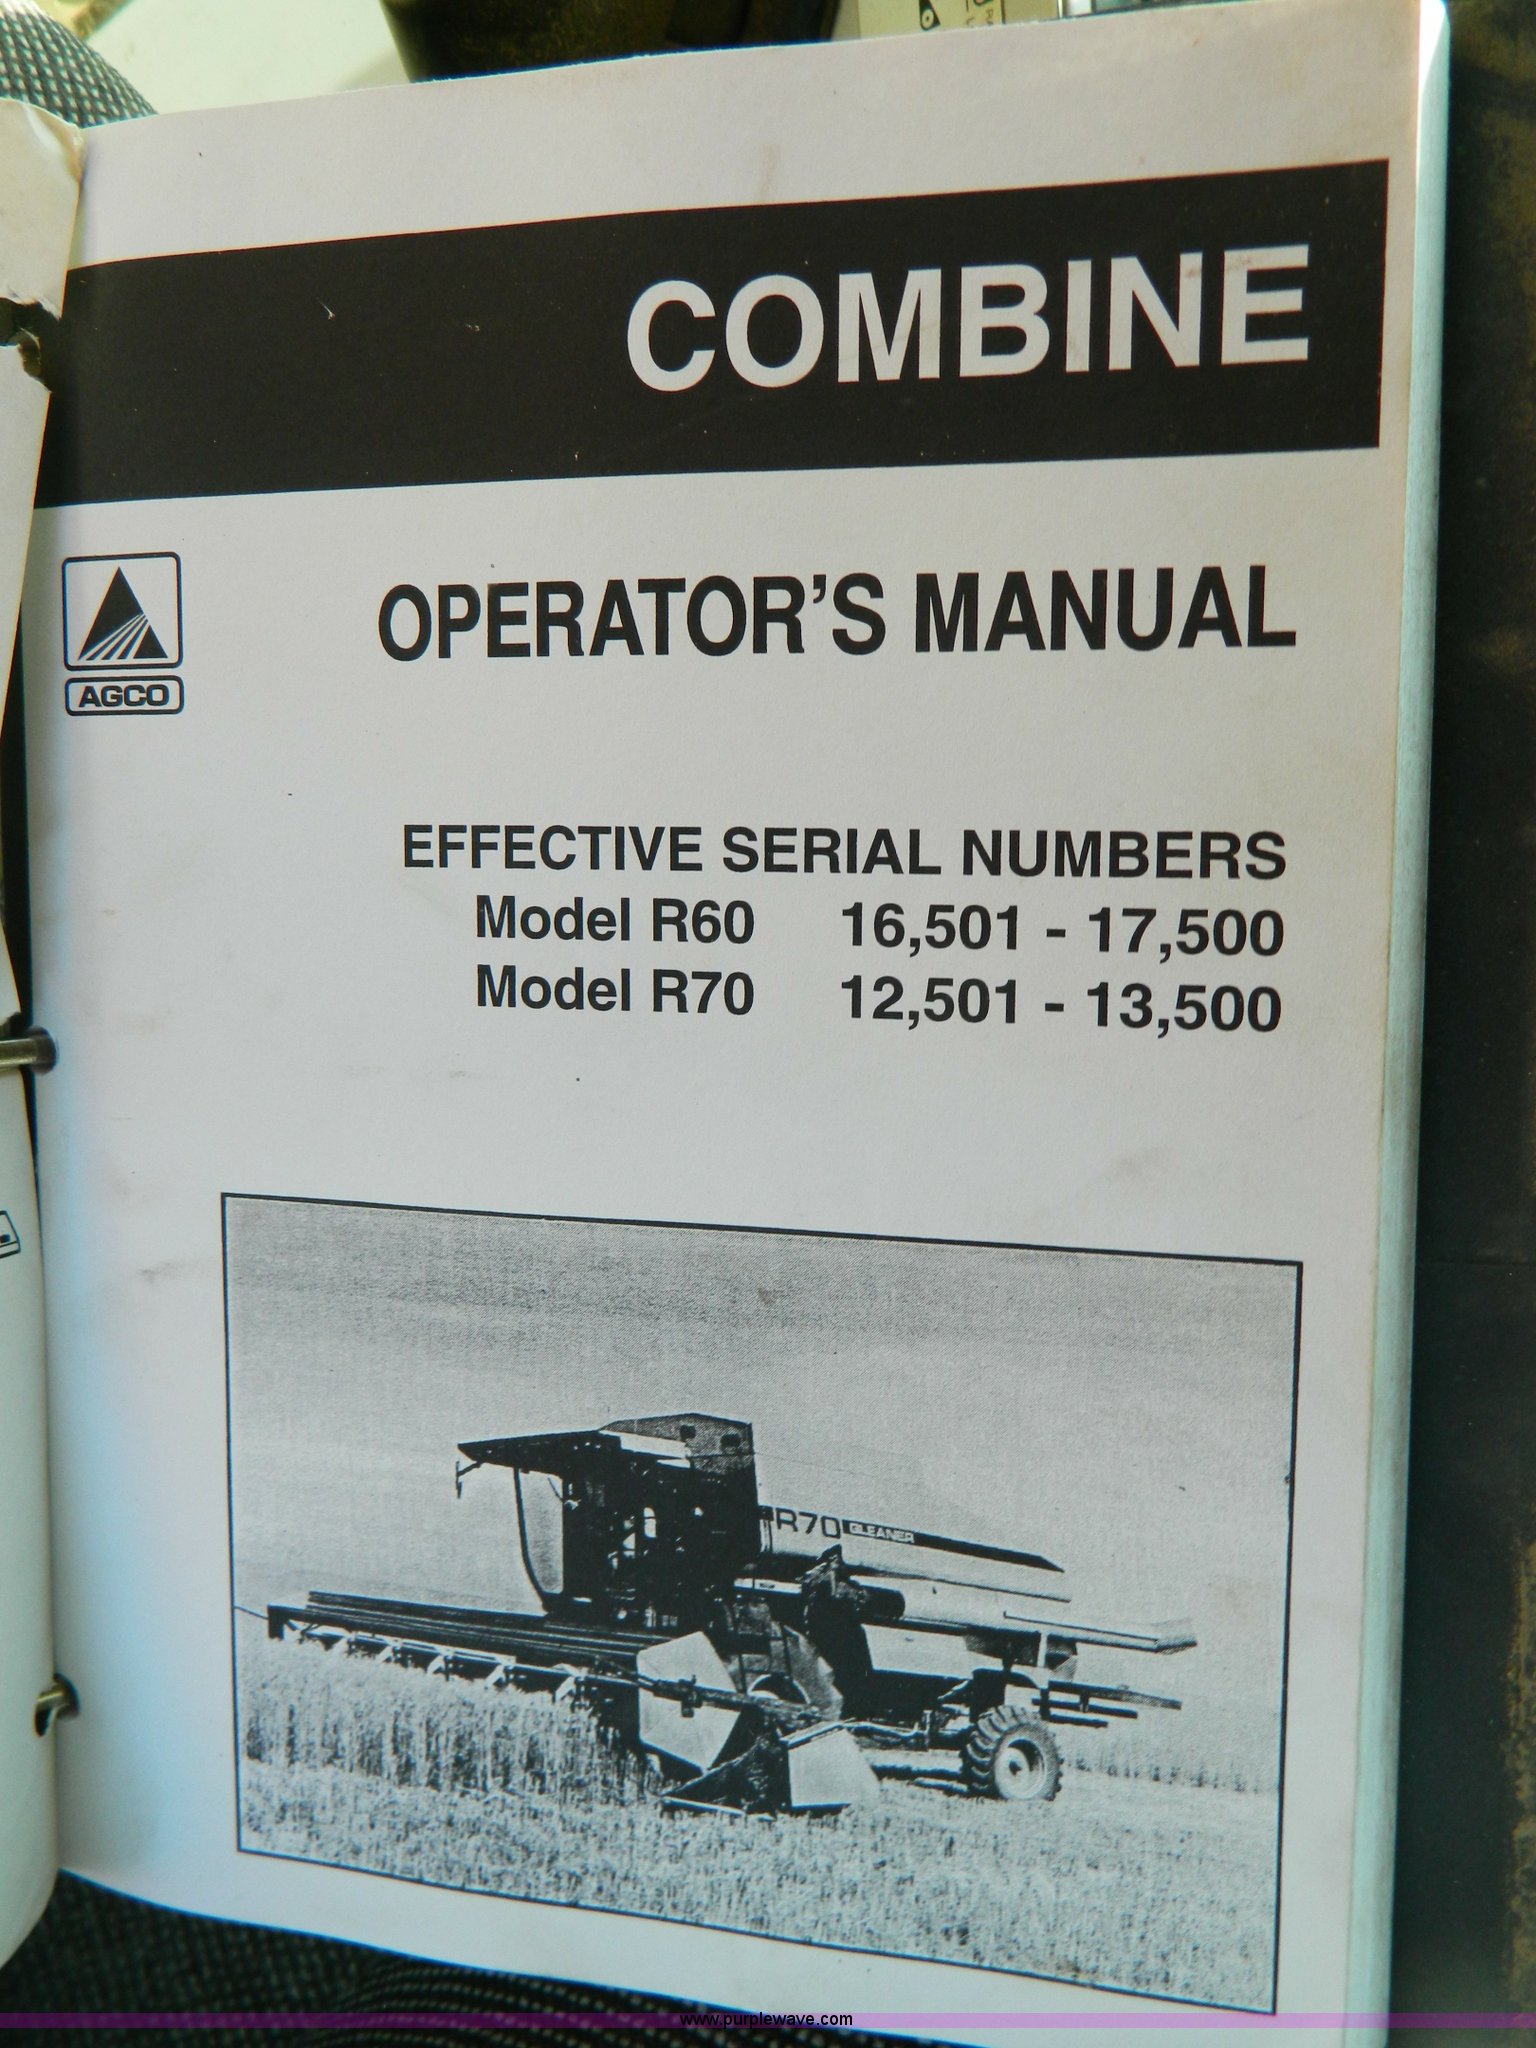 COMBINE
AGCO
OPERATOR'S MANUAL
EFFECTIVE SERIAL NUMBERS
Model R60 16,501 - 17,500
Model R70 12,501 - 13,500
R70 GLEANER
www.purplewave.com